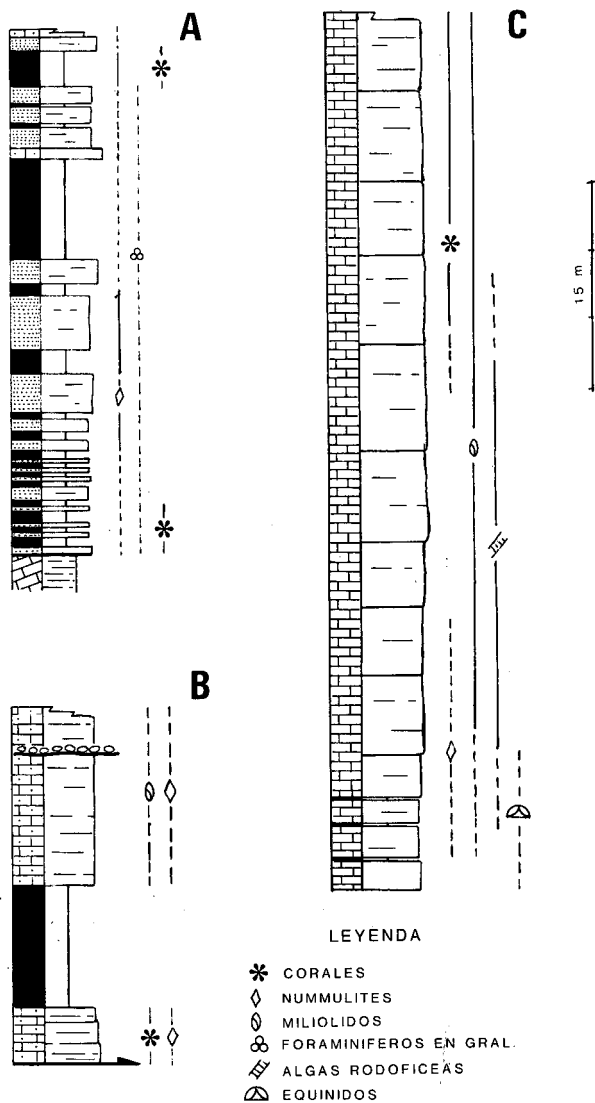 A
C
15 m
B
LEYENDA
CORALES
NUMMULITES
MILIOLIDOS
FORAMINIFEROS EN GRAL.
ALGAS RODOFICEAS
EQUINIDOS